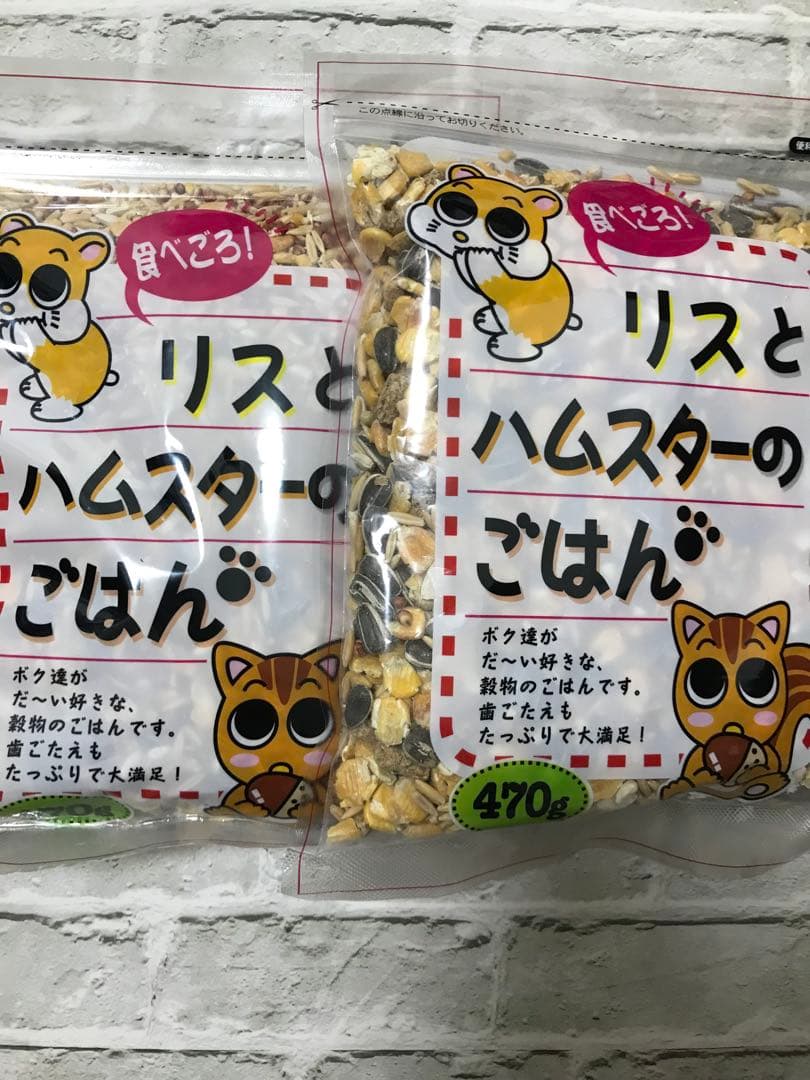 食べごろ!
リスと
ハムスターの
ごはん
ボク達が
だ〜い好きな、
穀物のごはんです。
歯ごたえも
たっぷりで大満足!
70g
この点線に沿ってお切りください。
便利
食べごろ!
リスと
ハムスターの
ごはん
ボク達が
だ〜い好きな、
穀物のごはんです。
歯ごたえも
たっぷりで大満足!
470g